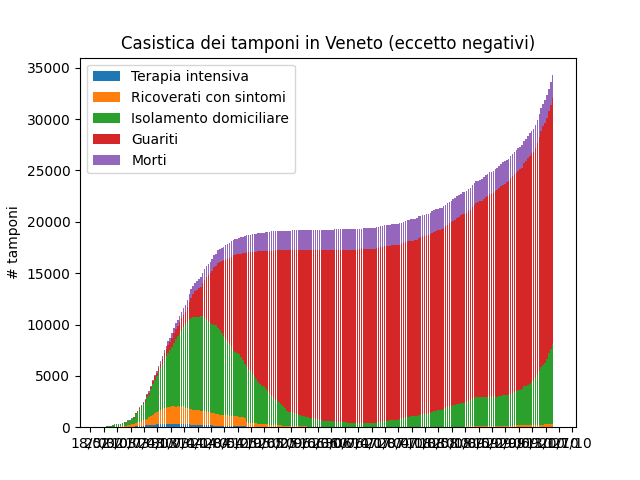 Casistica dei tamponi in Veneto (eccetto negativi)
35000
30000
25000
20000
15000
10000
5000
0
# tamponi
Terapia intensiva
Ricoverati con sintomi
Isolamento domiciliare
Guariti
Morti